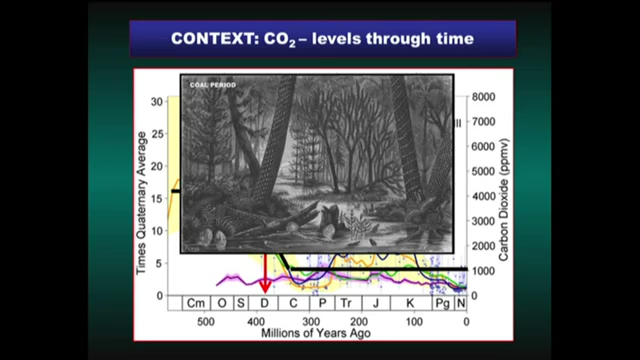 CONTEXT: CO₂ – levels through time
COAL PERIOD
30
25
20
15
10
5
0
Times Quaternary Average
8000
7000
6000
5000
4000
3000
2000
1000
0
Carbon Dioxide (ppmv)
Cm O S D C P Tr J K Pg N
500 400 300 200 100 0
Millions of Years Ago